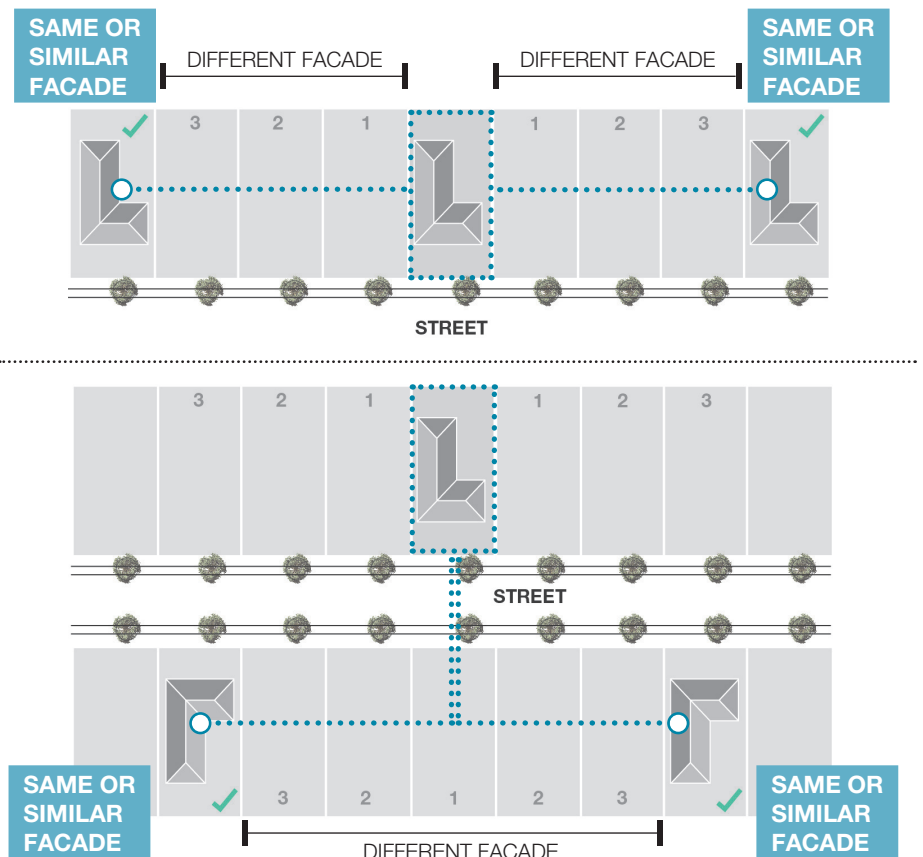 SAME OR
SIMILAR
FACADE
DIFFERENT FACADE
DIFFERENT FACADE
SAME OR
SIMILAR
FACADE
3 2 1 1 2 3
STREET
3 2 1 1 2 3
STREET
SAME OR
SIMILAR
FACADE
3 2 1 2 3
DIFFERENT FACADE
SAME OR
SIMILAR
FACADE